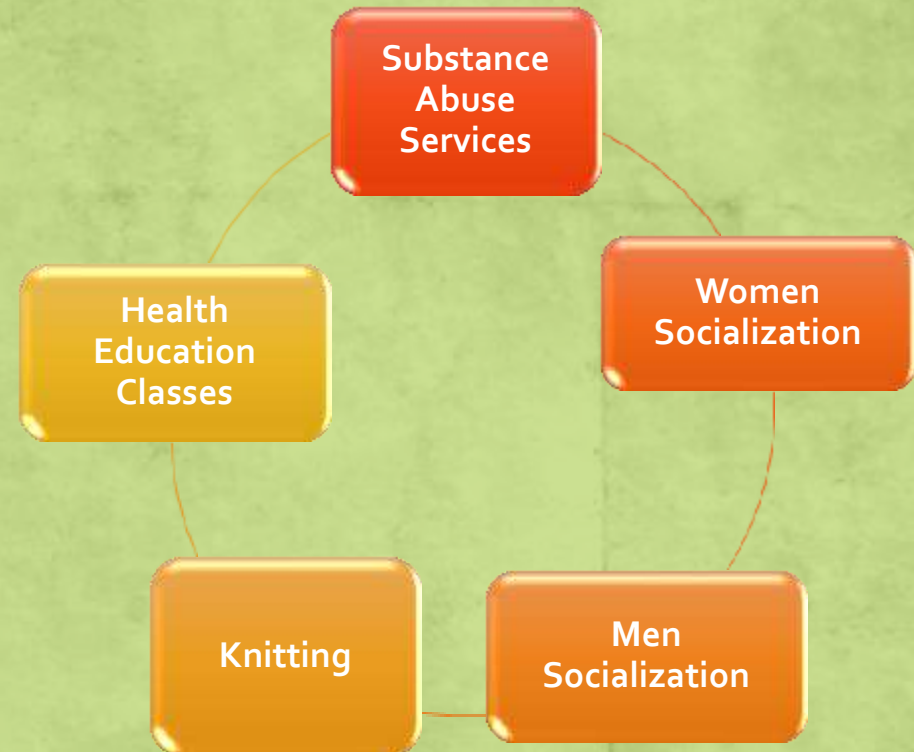 Substance
Abuse
Services
Women
Socialization
Men
Socialization
Knitting
Health
Education
Classes